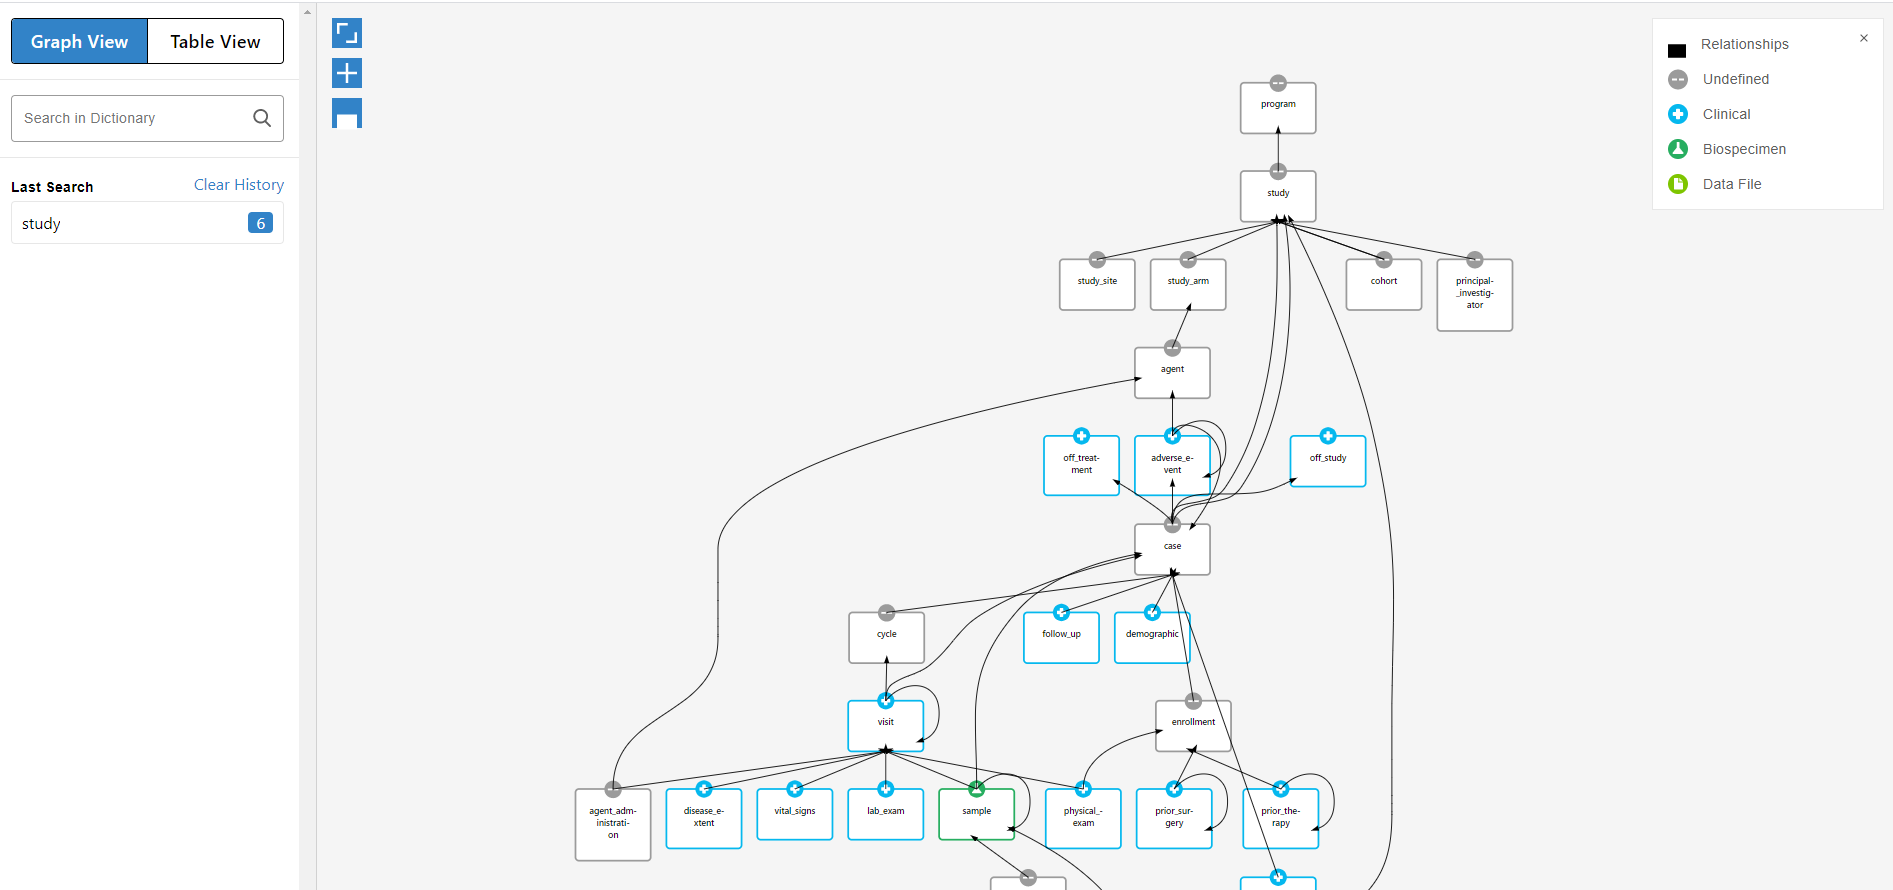 Graph View
Table View
Search in Dictionary
Last Search
Clear History
study
6
Relationships
×
Undefined
Clinical
Biospecimen
Data File
program
study
study_site
study_arm
cohort
principal-
_investig-
ator
agent
off_treat-
ment
adverse_e-
vent
off_study
case
cycle
follow_up
demographic
visit
enrollment
agent_adm-
inistrati-
on
disease_e-
xtent
vital_signs
lab_exam
sample
physical_-
exam
prior_sur-
gery
prior_the-
rapy